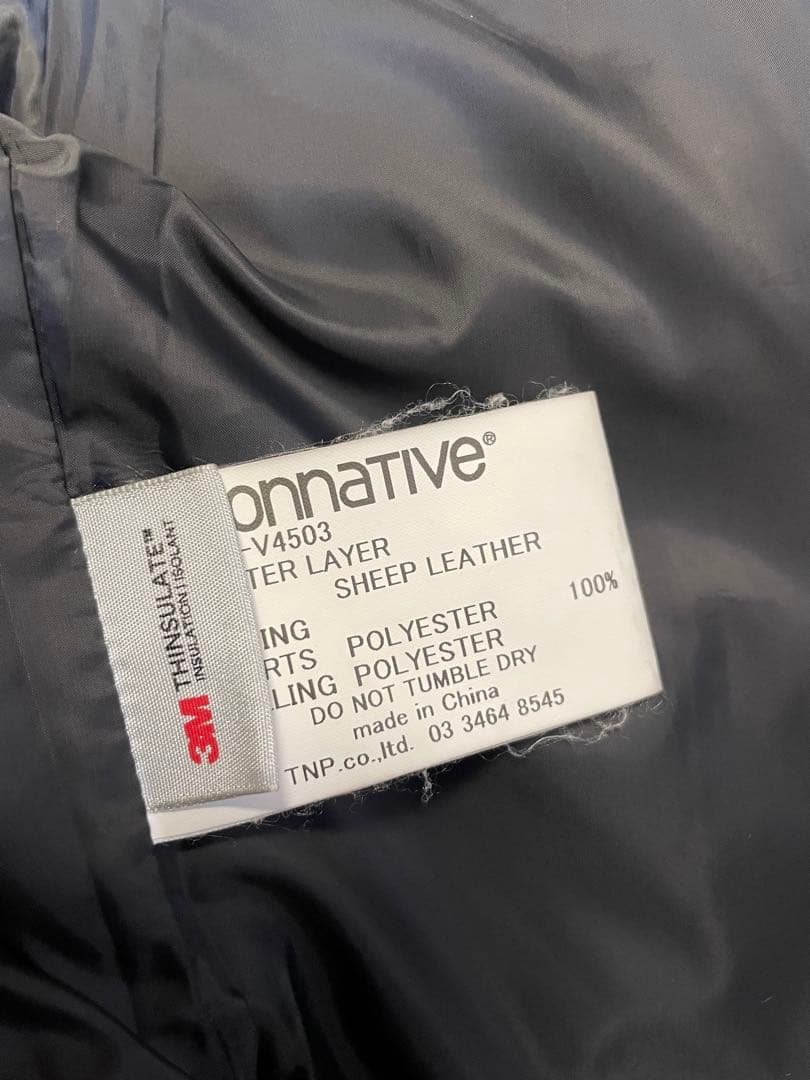 onnative®
-V4503
TER LAYER
SHEEP LEATHER
100%
ING
RTS POLYESTER
LING POLYESTER
DO NOT TUMBLE DRY
made in China
TNP.co.,ltd. 03 3464 8545
3M THINSULATE™
INSULATION | ISOLANT